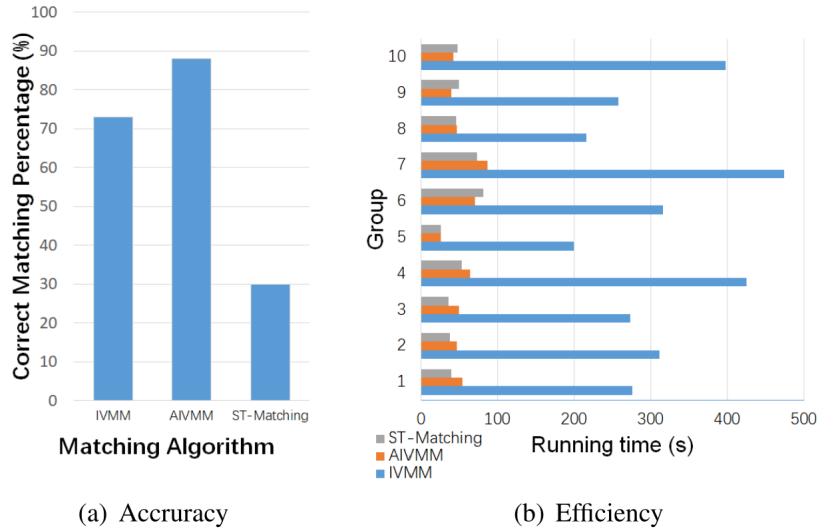 100
90
80
70
60
50
40
30
20
10
0
Correct Matching Percentage (%)
IVMM AIVMM ST-Matching
Matching Algorithm
(a) Accruracy
10
9
8
7
6
5
4
3
2
1
Group
0 100 200 300 400 500
Running time (s)
ST-Matching
AIVMM
IVMM
(b) Efficiency